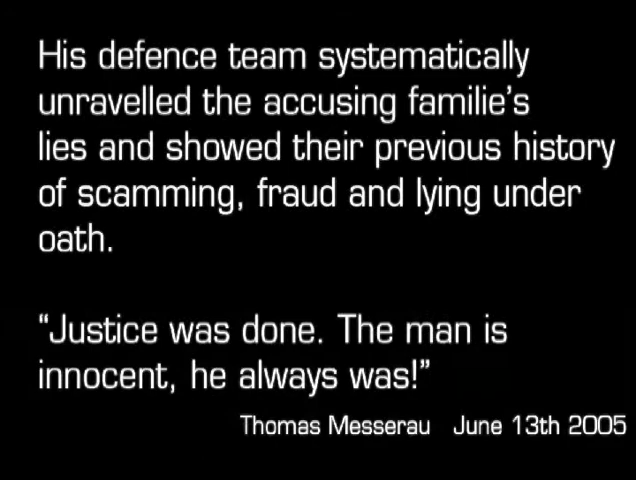 His defence team systematically
unravelled the accusing familie's
lies and showed their previous history
of scamming, fraud and lying under
oath.
“Justice was done. The man is
innocent, he always was!”
Thomas Messerau June 13th 2005